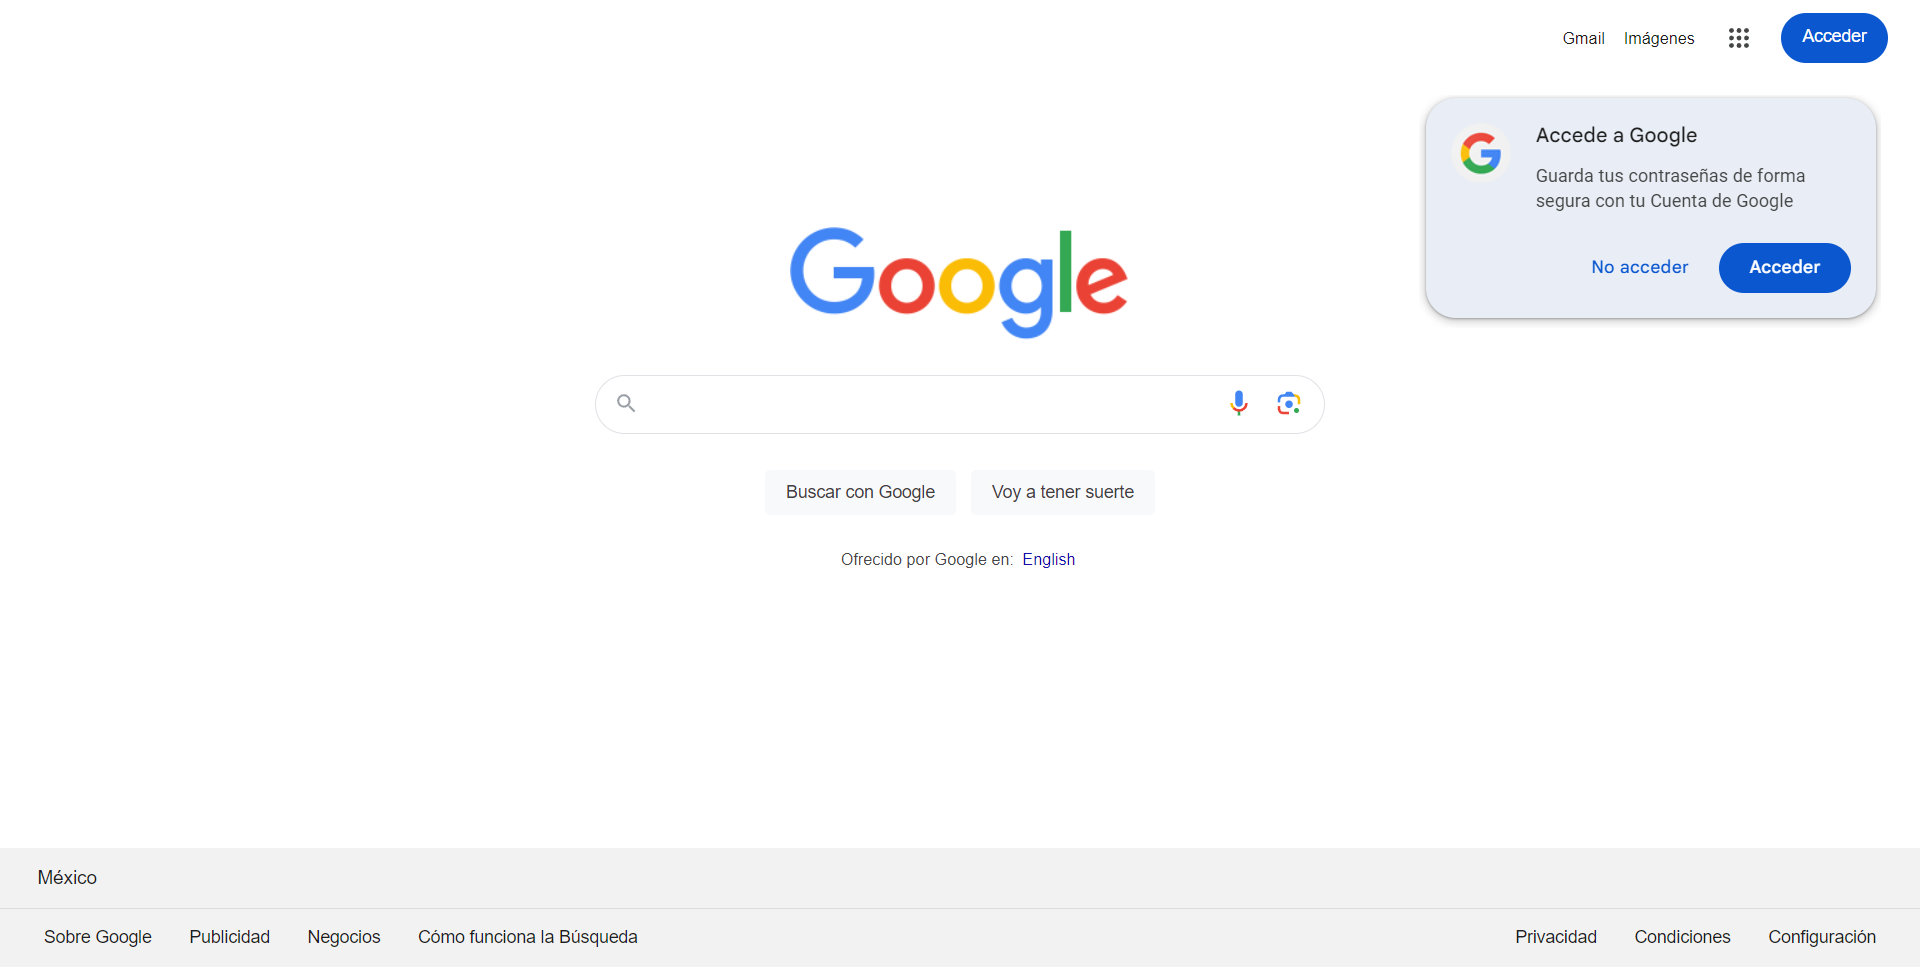 Gmail Imágenes Acceder
Accede a Google
Guarda tus contraseñas de forma
segura con tu Cuenta de Google
No acceder Acceder
Google
Buscar con Google Voy a tener suerte
Ofrecido por Google en: English
México
Sobre Google Publicidad Negocios Cómo funciona la Búsqueda Privacidad Condiciones Configuración